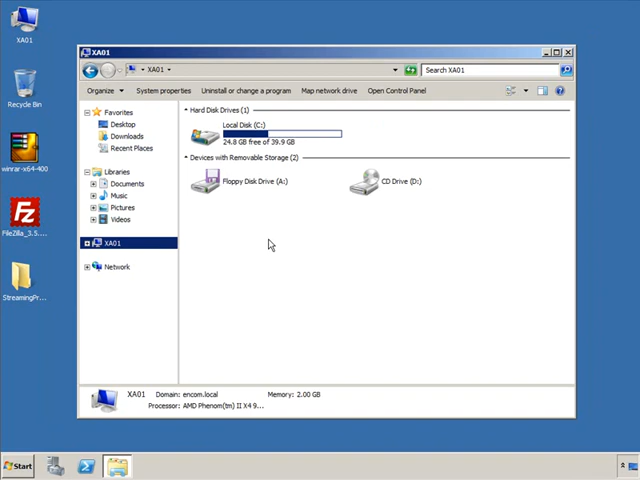 XA01
Recycle Bin
winrar-x64-400
FileZilla_3.5....
StreamingPr...
XA01
XA01
Search XA01
Organize
System properties
Uninstall or change a program
Map network drive
Open Control Panel
Favorites
Desktop
Downloads
Recent Places
Libraries
Documents
Music
Pictures
Videos
XA01
Network
Hard Disk Drives (1)
Local Disk (C:)
24.8 GB free of 39.9 GB
Devices with Removable Storage (2)
Floppy Disk Drive (A:)
CD Drive (D:)
XA01 Domain: encom.local Memory: 2.00 GB
Processor: AMD Phenom(tm) II X4 9...
Start